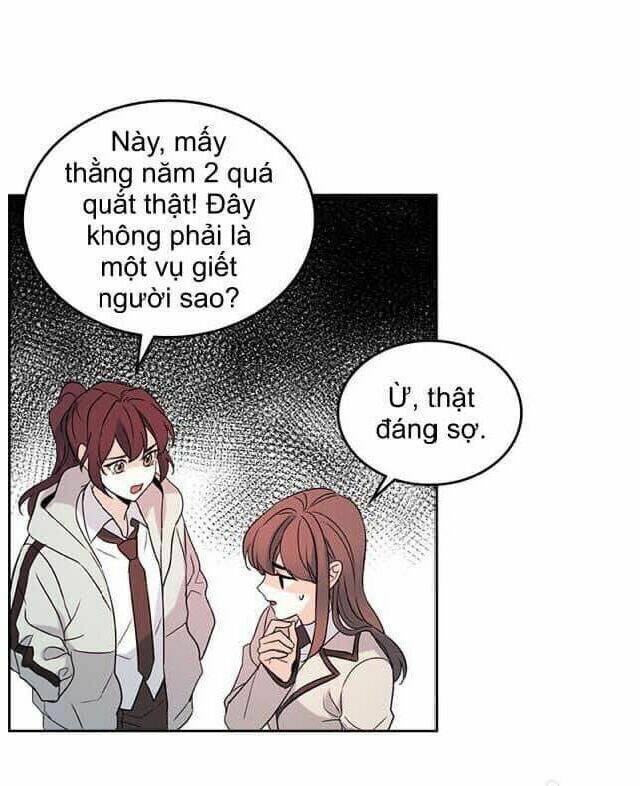 Này, mấy
thằng năm 2 quá
quắt thật! Đây
không phải là
một vụ giết
người sao?
Ừ, thật
đáng sợ.